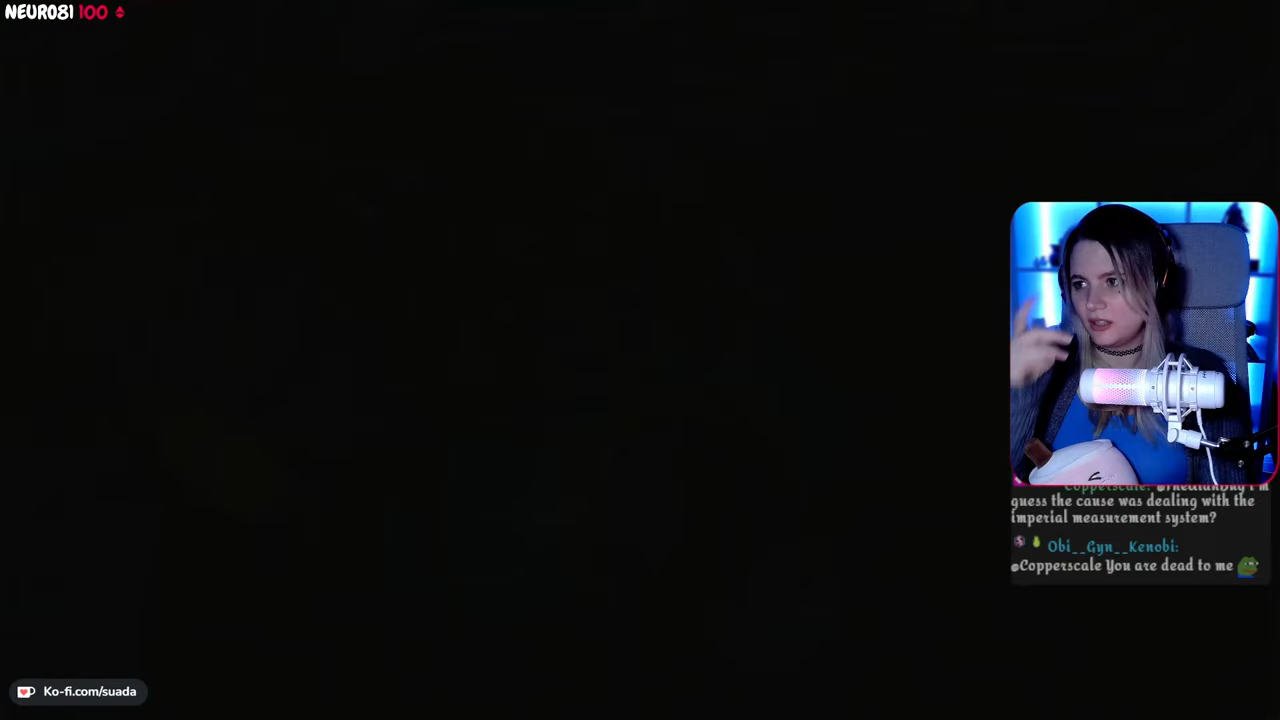 NEURO81 100
guess the cause was dealing with the
imperial measurement system?
Obi__Gyn__Kenobi:
@Copperscale You are dead to me
Ko-fi.com/suada